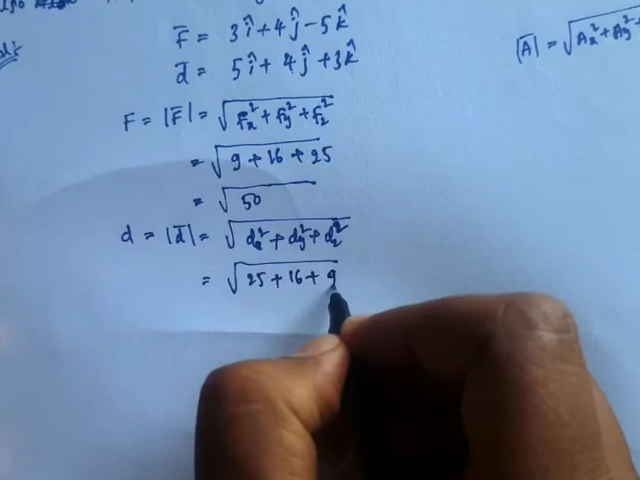 F̅ = 3î + 4ĵ − 5k̂
d̅ = 5î + 4ĵ + 3k̂
|A̅| = √Ax² + Ay² +
F = |F̅| = √Fx² + Fy² + Fz²
= √9 + 16 + 25
= √50
d = |d̅| = √dx² + dy² + dz²
= √25 + 16 + 9